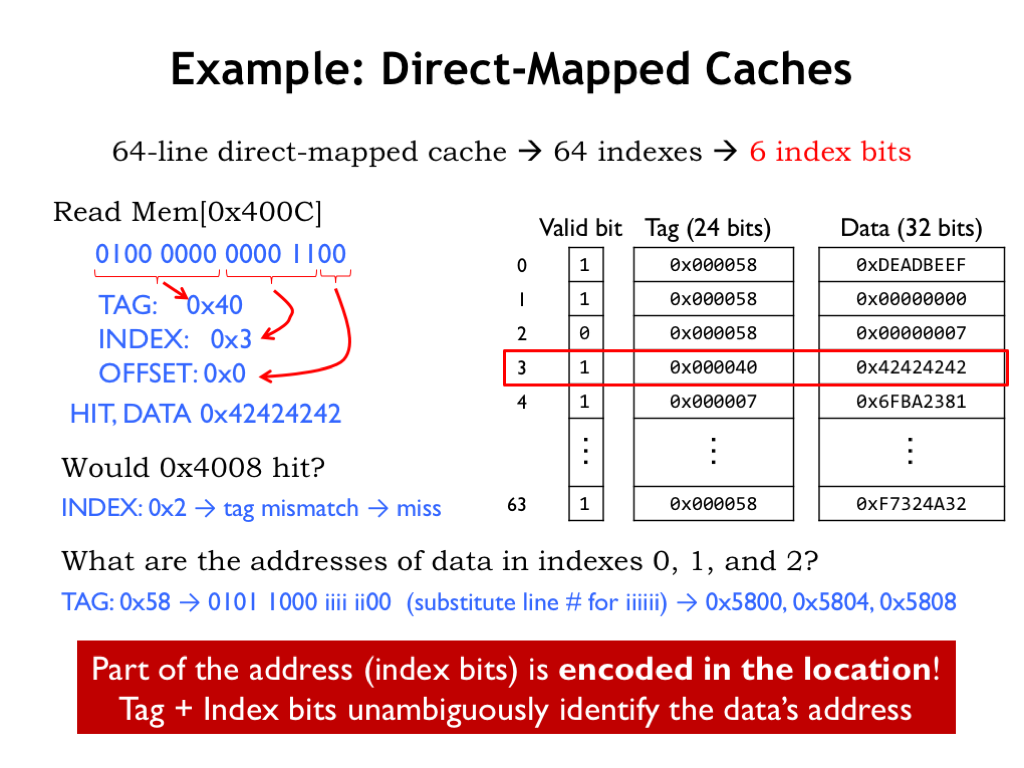 Example: Direct-Mapped Caches
64-line direct-mapped cache → 64 indexes → 6 index bits
Read Mem[0x400C]
0100 0000 0000 1100
TAG: 0x40
INDEX: 0x3
OFFSET: 0x0
HIT, DATA 0x42424242
Would 0x4008 hit?
INDEX: 0x2 → tag mismatch → miss
Valid bit Tag (24 bits) Data (32 bits)
0 1 0x000058 0xDEADBEEF
1 1 0x000058 0x00000000
2 0 0x000058 0x00000007
3 1 0x000040 0x42424242
4 1 0x000007 0x6FBA2381
⋮ ⋮ ⋮
63 1 0x000058 0xF7324A32
What are the addresses of data in indexes 0, 1, and 2?
TAG: 0x58 → 0101 1000 iiii ii00 (substitute line # for iiiiii) → 0x5800, 0x5804, 0x5808
Part of the address (index bits) is encoded in the location!
Tag + Index bits unambiguously identify the data's address